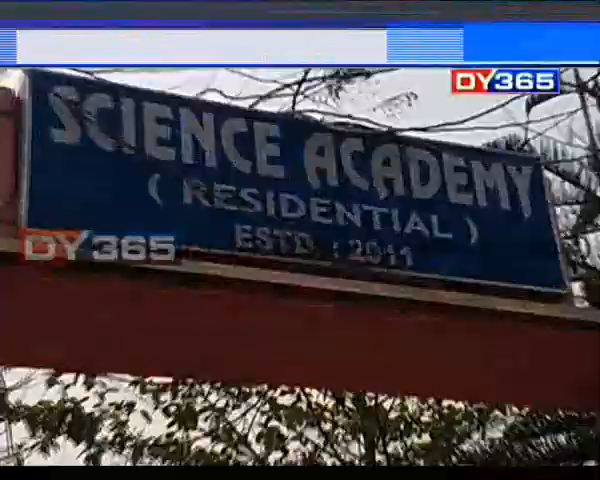 DY365
SCIENCE ACADEMY
( RESIDENTIAL )
ESTD. : 2011
DY365